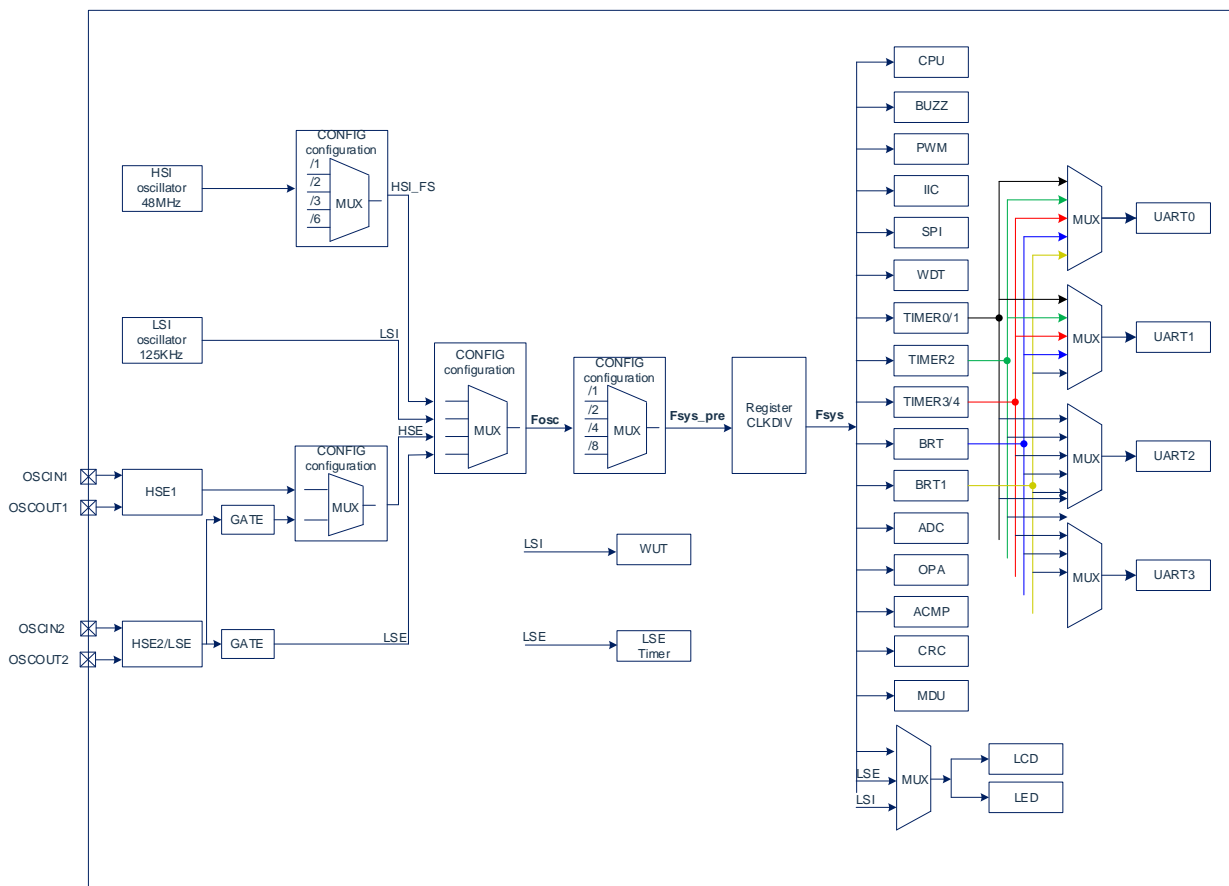 HSI
oscillator
48MHz
CONFIG
configuration
/1
/2
/3
/6
MUX
HSI_FS
LSI
oscillator
125KHz
LSI
OSCIN1
OSCOUT1
HSE1
GATE
CONFIG
configuration
MUX
HSE
OSCIN2
OSCOUT2
HSE2/LSE
GATE
LSE
CONFIG
configuration
MUX
Fosc
CONFIG
configuration
/1
/2
/4
/8
MUX
Fsys_pre
Register
CLKDIV
Fsys
LSI
WUT
LSE
LSE
Timer
CPU
BUZZ
PWM
IIC
SPI
WDT
TIMER0/1
TIMER2
TIMER3/4
BRT
BRT1
ADC
OPA
ACMP
CRC
MDU
LSE
LSI
MUX
LCD
LED
MUX
UART0
MUX
UART1
MUX
UART2
MUX
UART3